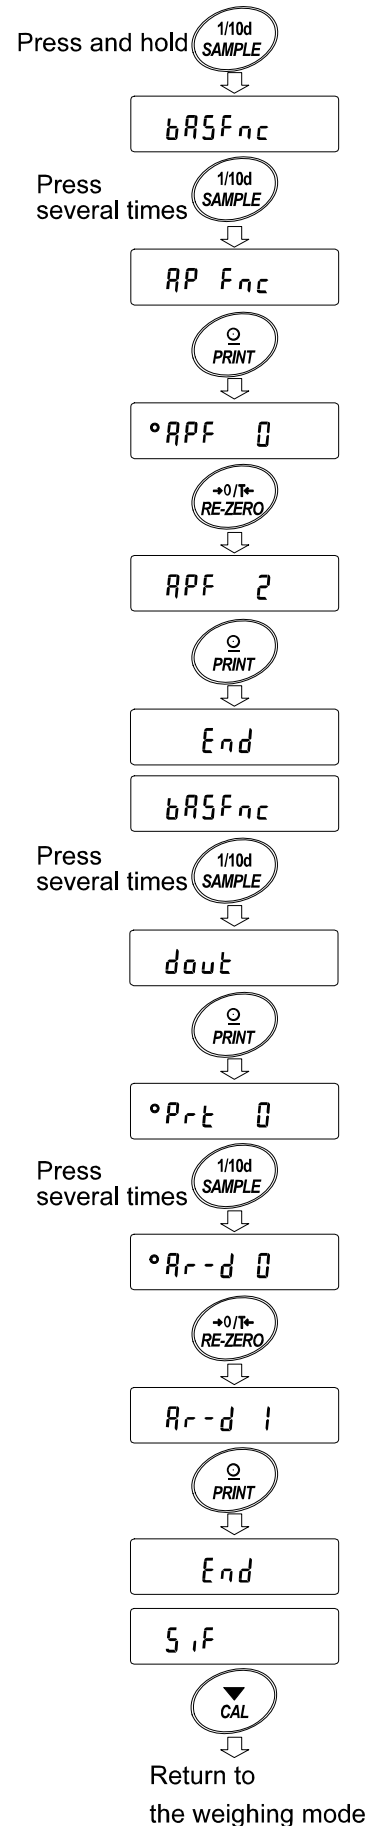 Press and hold
1/10d
SAMPLE
bASFnc
Press
several times
1/10d
SAMPLE
AP Fnc
PRINT
°APF 0
→0/T←
RE-ZERO
APF 2
PRINT
End
bASFnc
Press
several times
1/10d
SAMPLE
dout
PRINT
°Prt 0
Press
several times
1/10d
SAMPLE
°Ar-d 0
→0/T←
RE-ZERO
Ar-d 1
PRINT
End
S iF
▼
CAL
Return to
the weighing mode